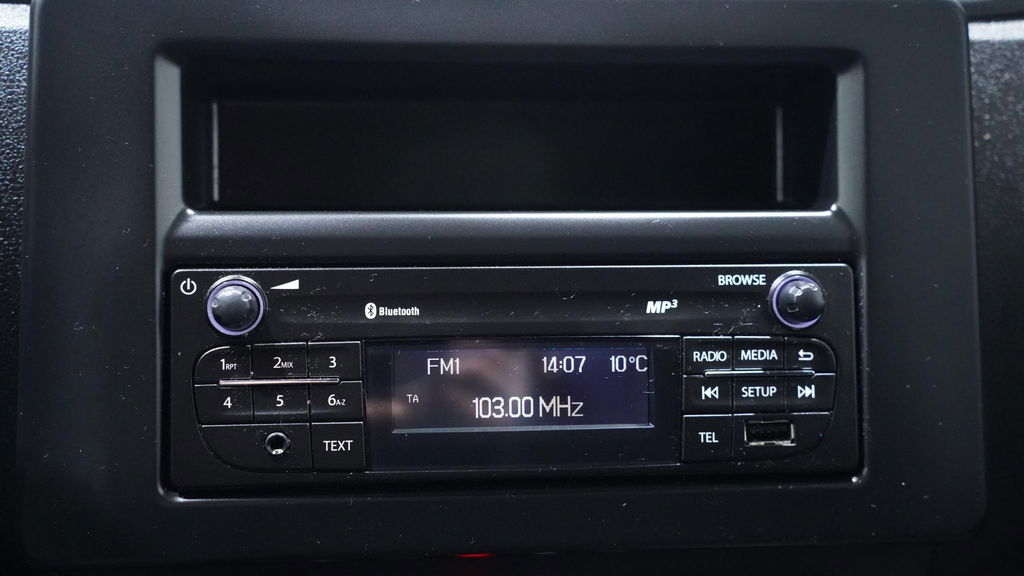 BROWSE
Bluetooth
MP3
1RPT 2MIX 3
4 5 6A-Z
TEXT
FM1 14:07 10°C
TA
103.00 MHz
RADIO MEDIA
SETUP
TEL